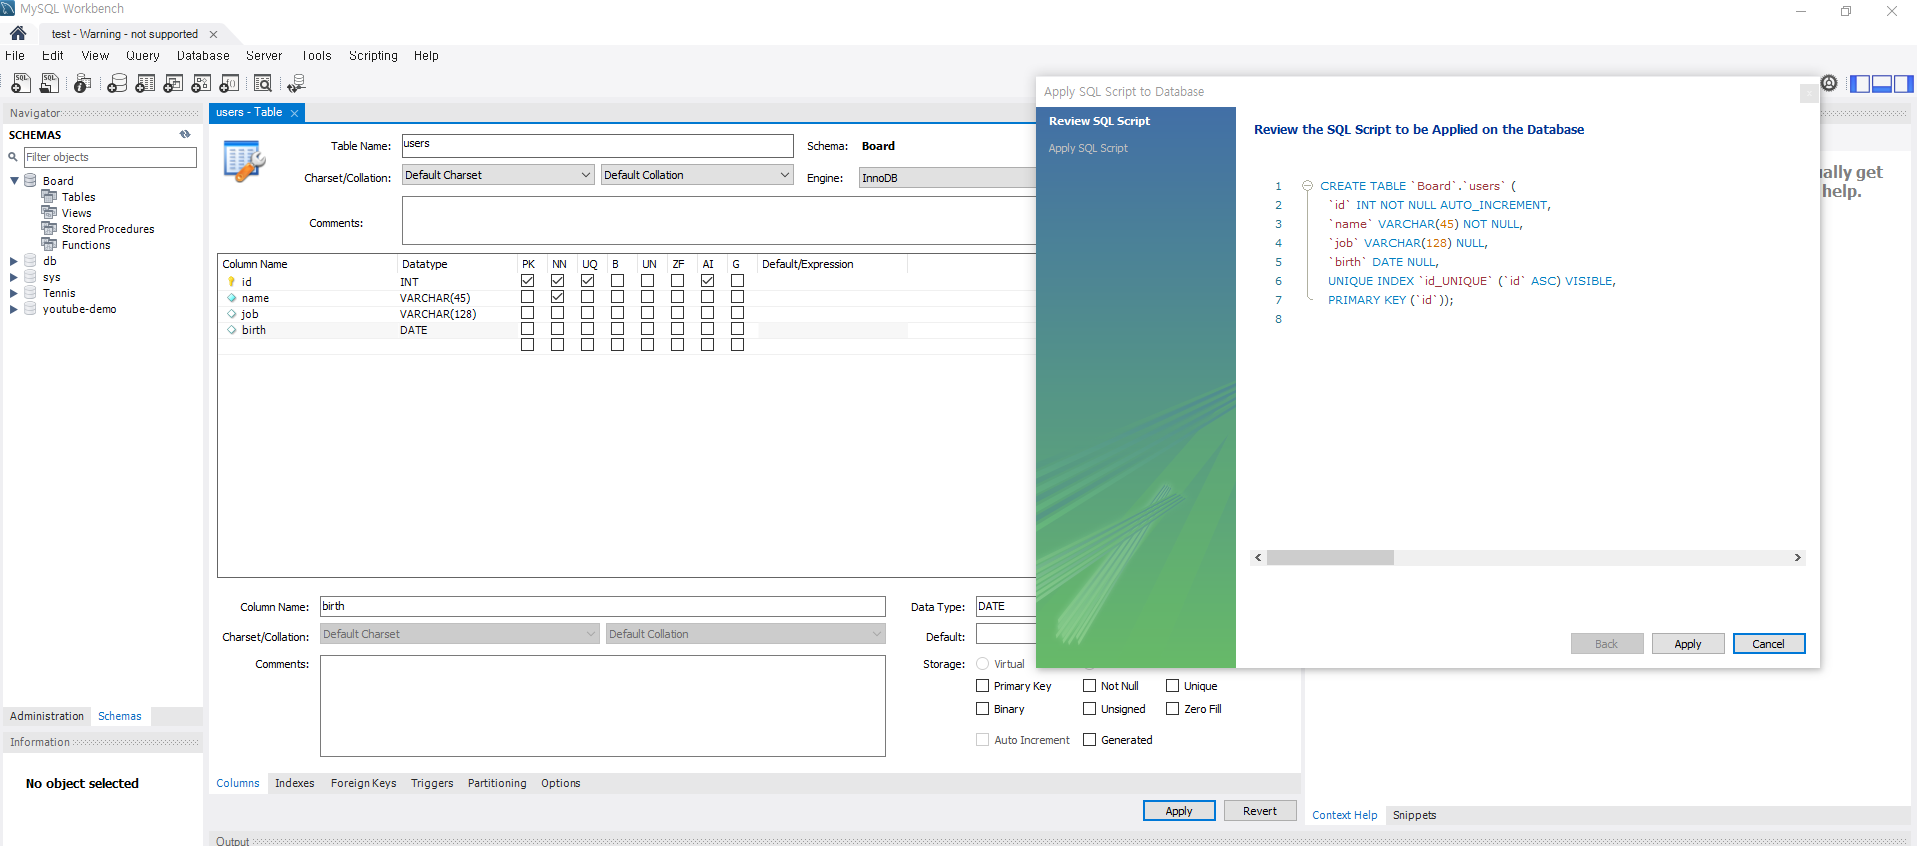 MySQL Workbench
test - Warning - not supported
File Edit View Query Database Server Tools Scripting Help
Navigator
SCHEMAS
Filter objects
Board
Tables
Views
Stored Procedures
Functions
db
sys
Tennis
youtube-demo
Administration Schemas
Information
No object selected
users - Table
Table Name: users Schema: Board
Charset/Collation: Default Charset Default Collation Engine: InnoDB
Comments:
Column Name Datatype PK NN UQ B UN ZF AI G Default/Expression
id INT
name VARCHAR(45)
job VARCHAR(128)
birth DATE
Column Name: birth Data Type: DATE
Charset/Collation: Default Charset Default Collation Default:
Comments: Storage: Virtual
Primary Key Not Null Unique
Binary Unsigned Zero Fill
Auto Increment Generated
Columns Indexes Foreign Keys Triggers Partitioning Options
Apply Revert
Output
Apply SQL Script to Database
Review SQL Script
Apply SQL Script
Review the SQL Script to be Applied on the Database
1 CREATE TABLE `Board`.`users` (
2 `id` INT NOT NULL AUTO_INCREMENT,
3 `name` VARCHAR(45) NOT NULL,
4 `job` VARCHAR(128) NULL,
5 `birth` DATE NULL,
6 UNIQUE INDEX `id_UNIQUE` (`id` ASC) VISIBLE,
7 PRIMARY KEY (`id`));
8
Back Apply Cancel
ually get
help.
Context Help Snippets